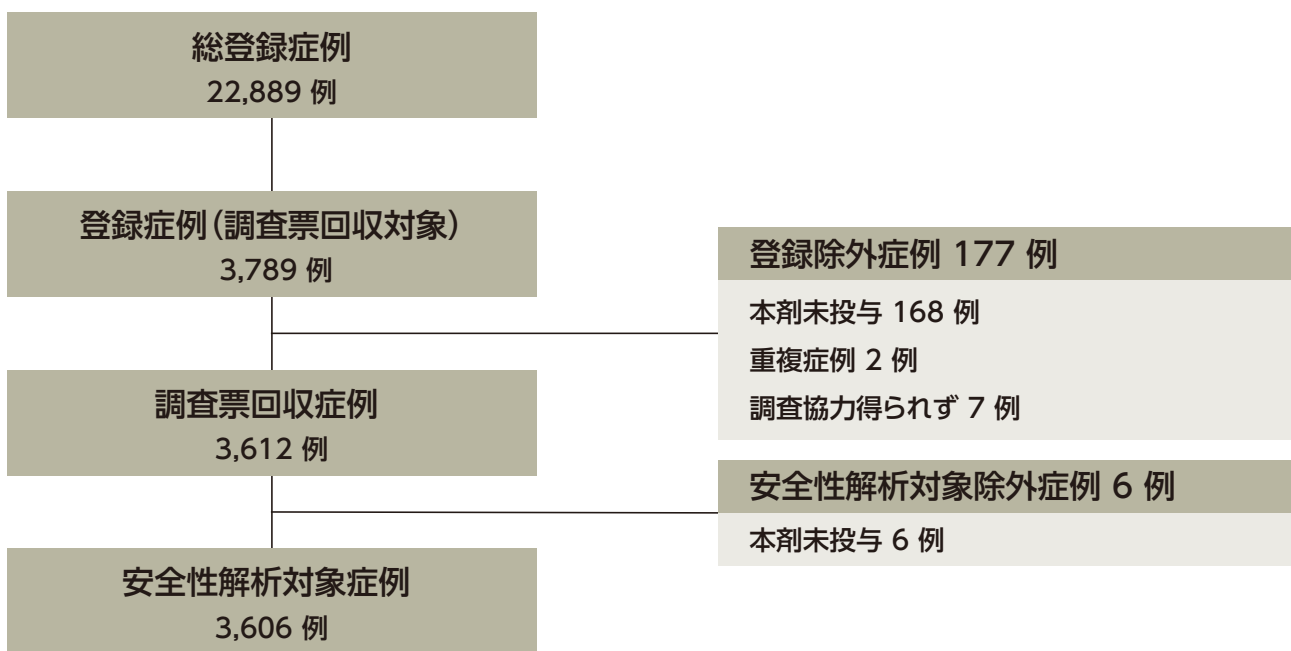 総登録症例
22,889 例
登録症例(調査票回収対象)
3,789 例
登録除外症例 177 例
本剤未投与 168 例
重複症例 2 例
調査協力得られず 7 例
調査票回収症例
3,612 例
安全性解析対象除外症例 6 例
本剤未投与 6 例
安全性解析対象症例
3,606 例